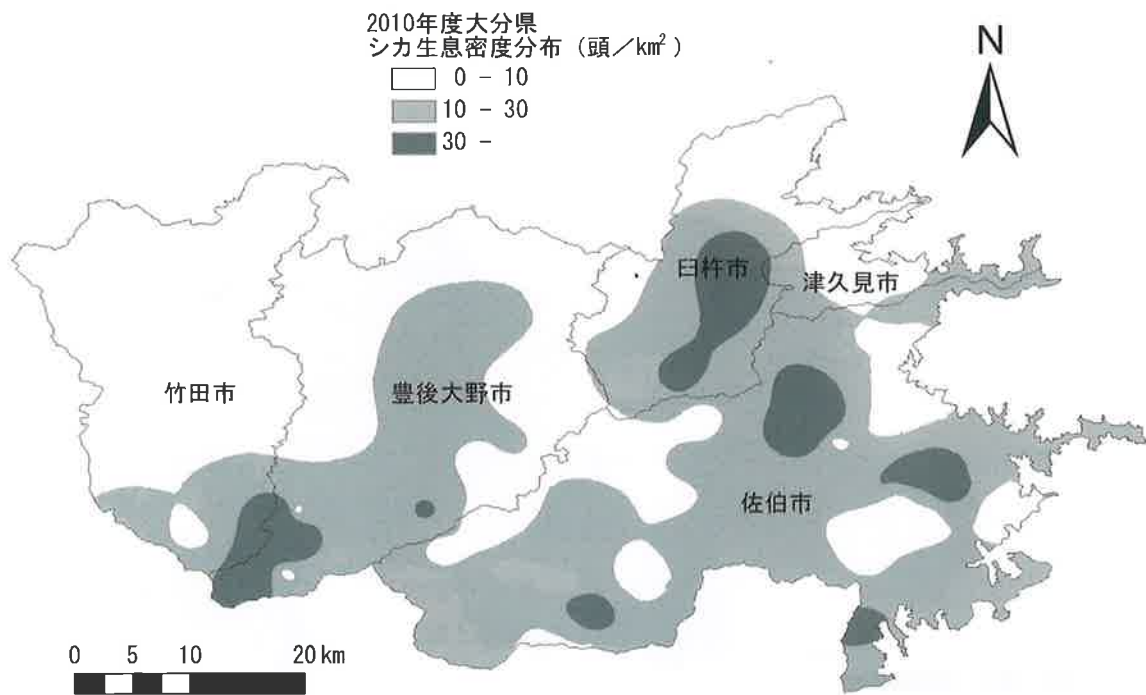 2010年度大分県
シカ生息密度分布（頭／km²）
0 - 10
10 - 30
30 -
N
臼杵市
津久見市
竹田市
豊後大野市
佐伯市
0 5 10 20 km